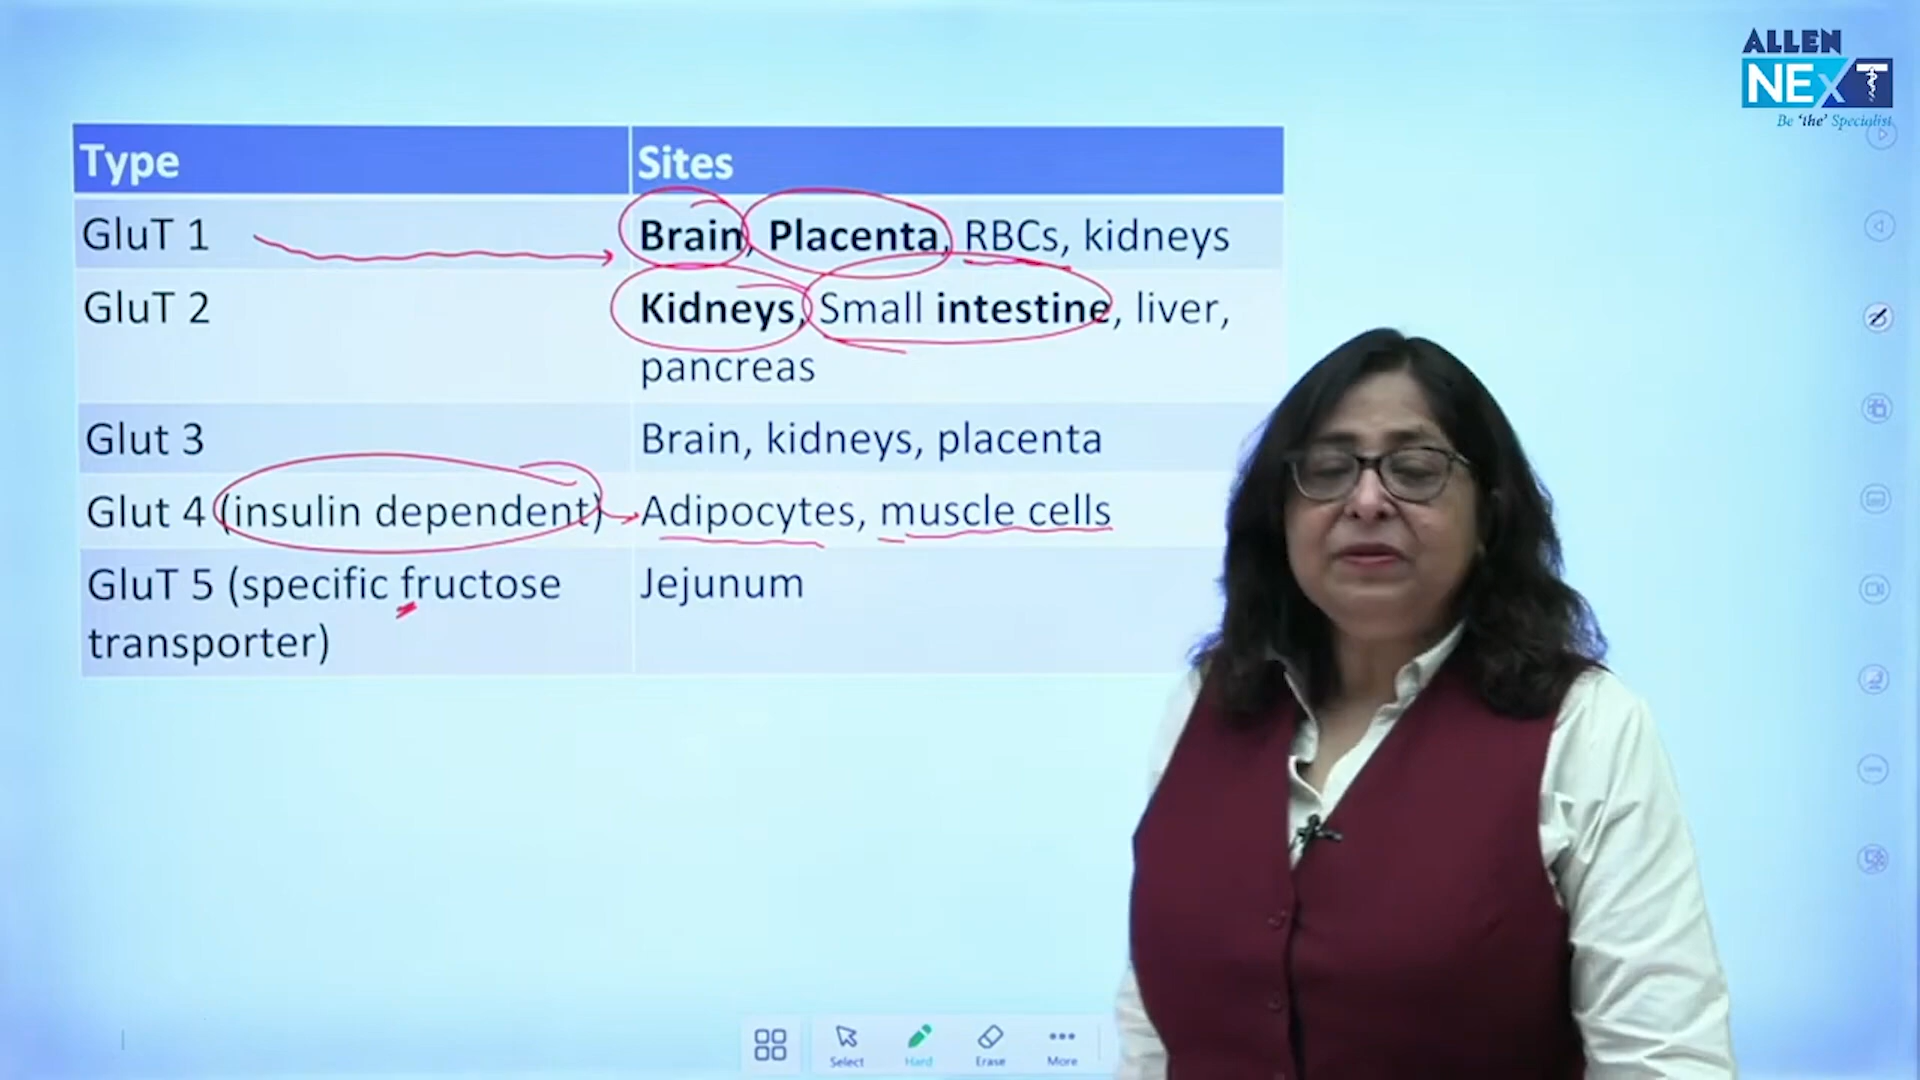 ALLEN
NExT
Be 'the' Specialist
Type Sites
GluT 1 Brain, Placenta, RBCs, kidneys
GluT 2 Kidneys, Small intestine, liver,
pancreas
Glut 3 Brain, kidneys, placenta
Glut 4 (insulin dependent) Adipocytes, muscle cells
GluT 5 (specific fructose Jejunum
transporter)
Select Hard Erase More